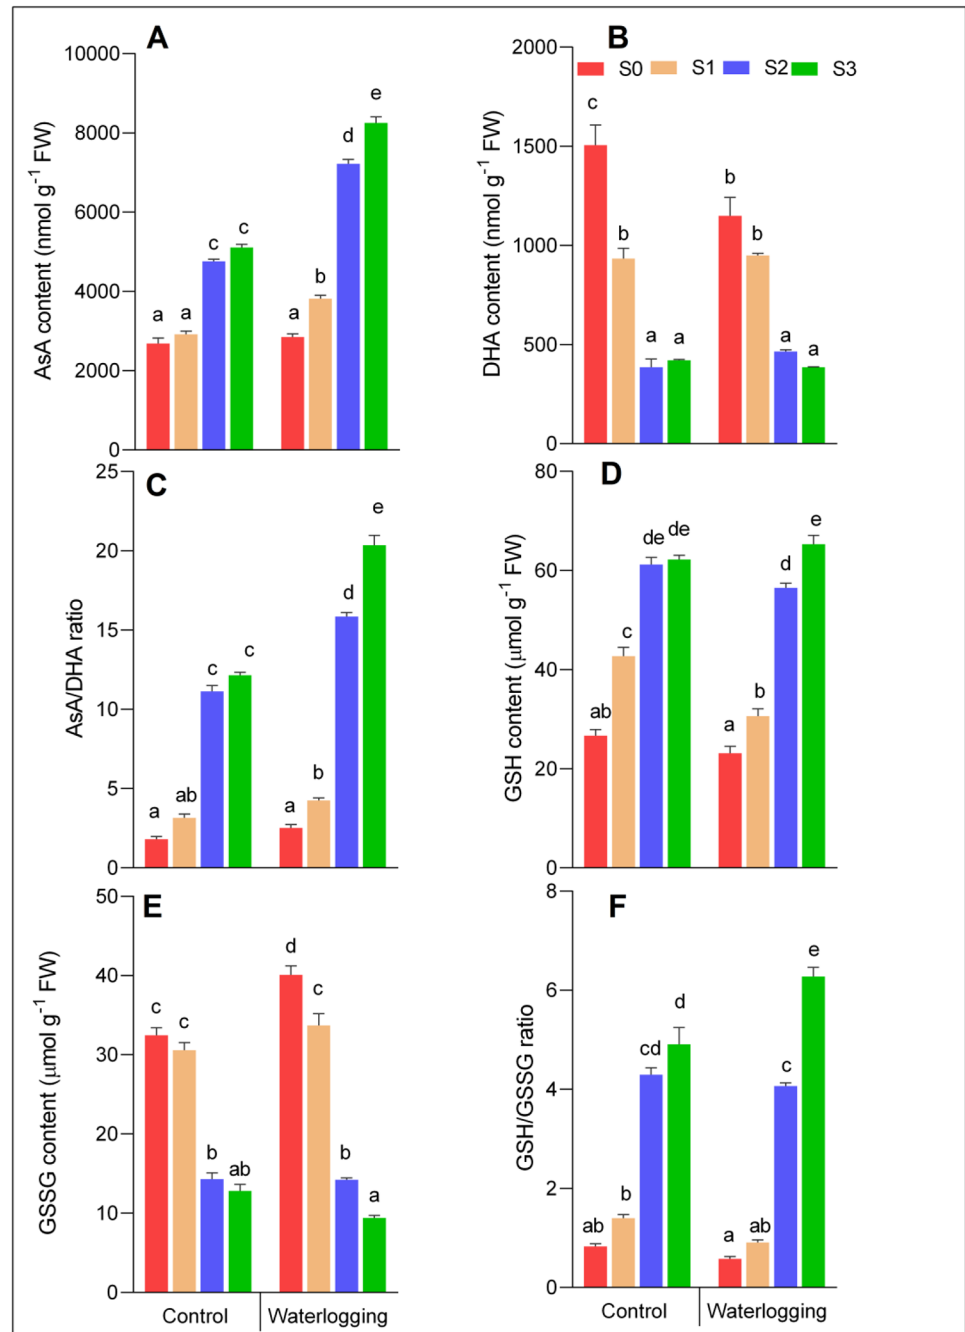 A
AsA content (nmol g⁻¹ FW)
10000
8000
6000
4000
2000
0
a
a
c
c
a
b
d
e
B
S0 S1 S2 S3
DHA content (nmol g⁻¹ FW)
2000
1500
1000
500
0
c
b
a
a
b
b
a
a
C
AsA/DHA ratio
25
20
15
10
5
0
a
ab
c
c
a
b
d
e
D
GSH content (μmol g⁻¹ FW)
80
60
40
20
0
ab
c
de
de
a
b
d
e
E
GSSG content (μmol g⁻¹ FW)
50
40
30
20
10
0
c
c
b
ab
d
c
b
a
Control Waterlogging
F
GSH/GSSG ratio
8
6
4
2
0
ab
b
cd
d
a
ab
c
e
Control Waterlogging